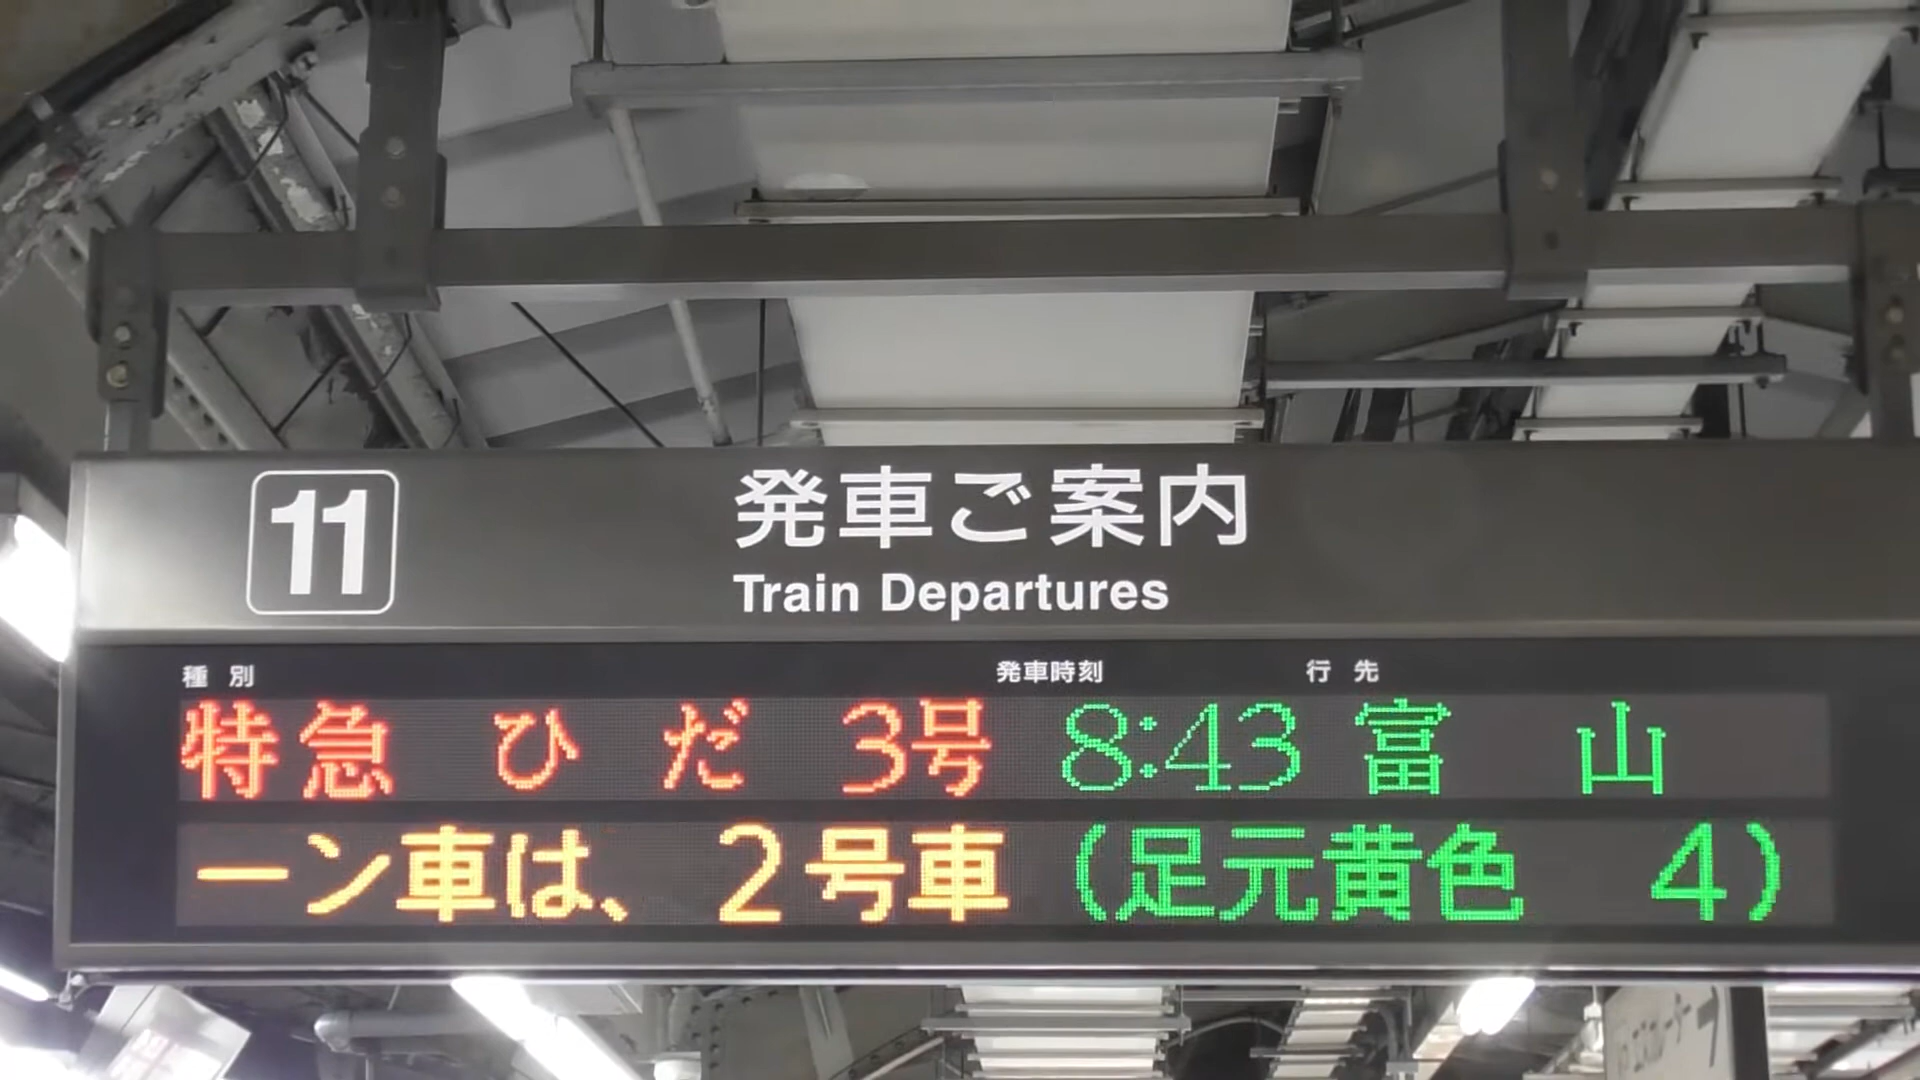 11
発車ご案内
Train Departures
種別 発車時刻 行先
特急 ひだ 3号 8:43 富山
ーン車は、2号車(足元黄色 4)